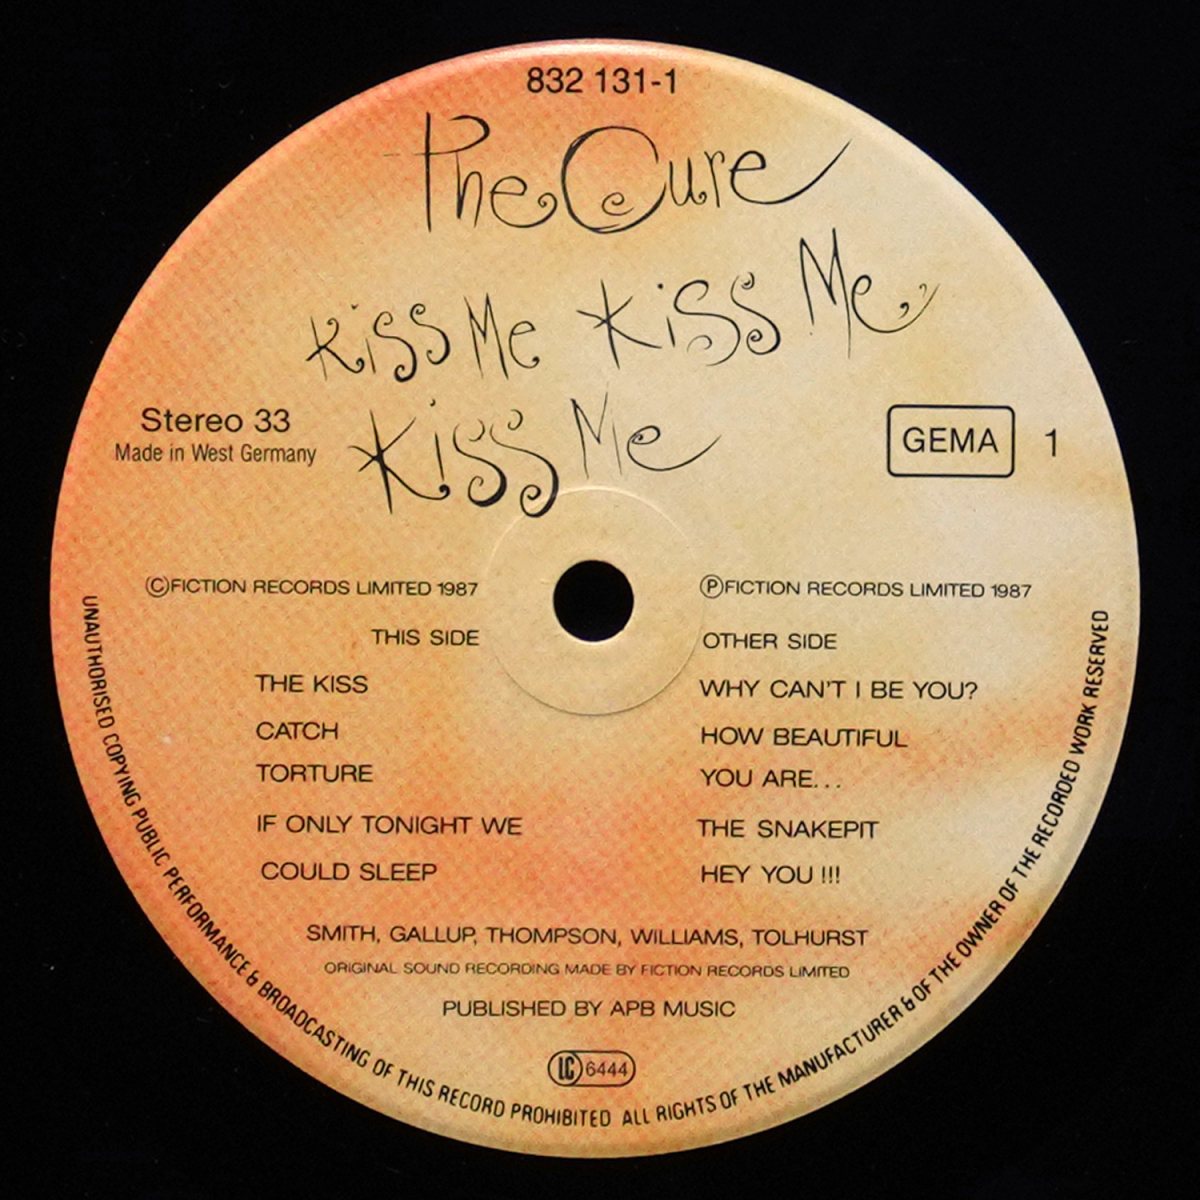 832 131-1
The Cure
Kiss Me Kiss Me
Kiss Me
Stereo 33
Made in West Germany
GEMA 1
ⒸFICTION RECORDS LIMITED 1987
THIS SIDE
THE KISS
CATCH
TORTURE
IF ONLY TONIGHT WE
COULD SLEEP
ⓅFICTION RECORDS LIMITED 1987
OTHER SIDE
WHY CAN'T I BE YOU?
HOW BEAUTIFUL
YOU ARE...
THE SNAKEPIT
HEY YOU !!!
SMITH, GALLUP, THOMPSON, WILLIAMS, TOLHURST
ORIGINAL SOUND RECORDING MADE BY FICTION RECORDS LIMITED
PUBLISHED BY APB MUSIC
LC 6444
UNAUTHORISED COPYING PUBLIC PERFORMANCE & BROADCASTING OF THIS RECORD PROHIBITED ALL RIGHTS OF THE MANUFACTURER & OF THE OWNER OF THE RECORDED WORK RESERVED